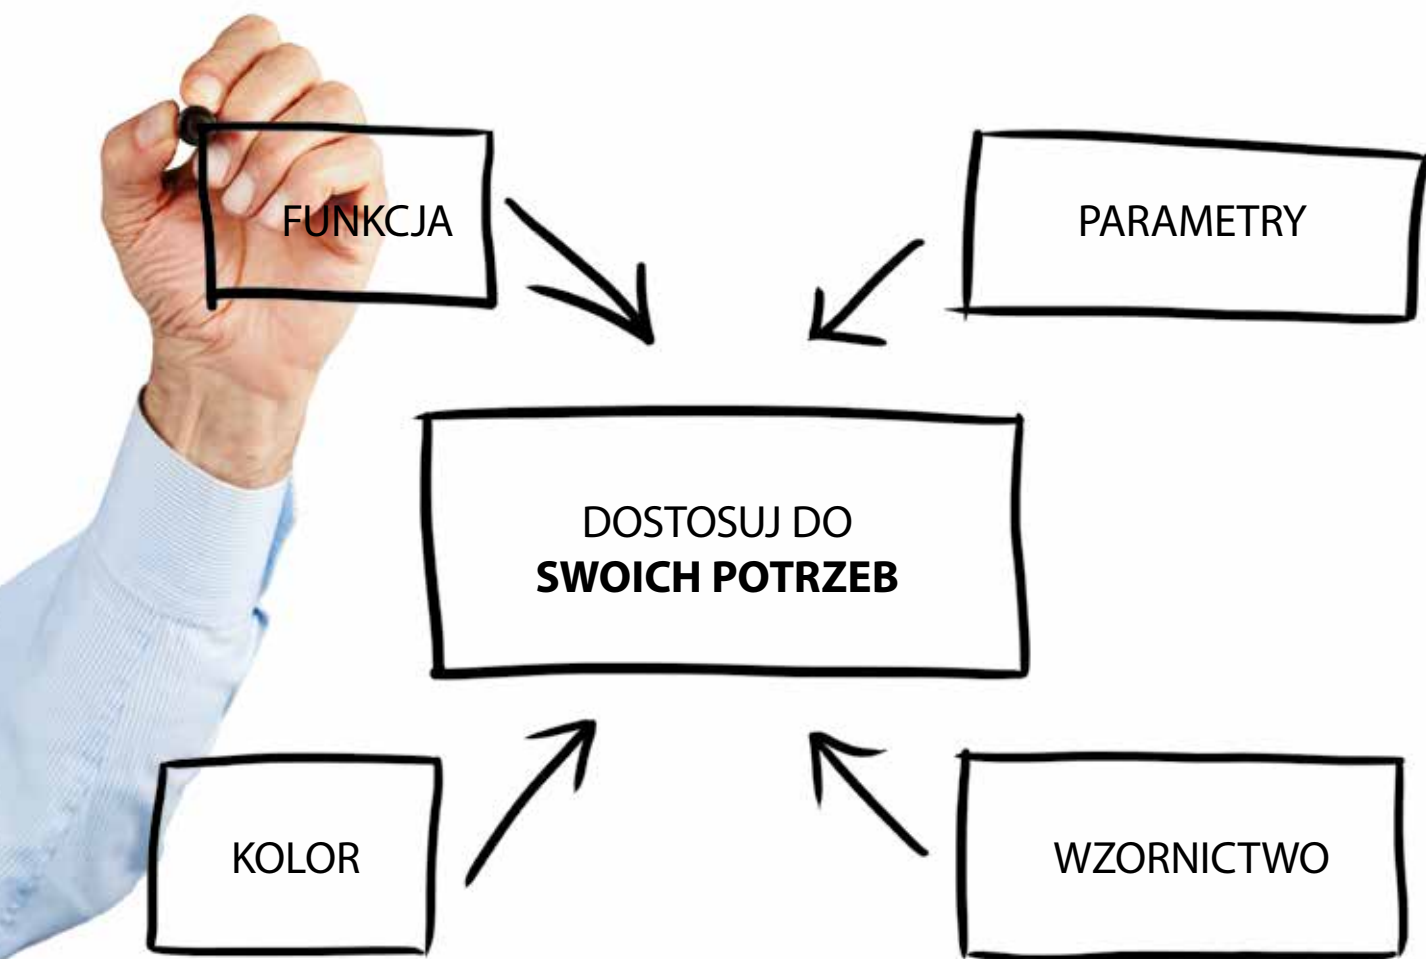 FUNKCJA
PARAMETRY
DOSTOSUJ DO
SWOICH POTRZEB
KOLOR
WZORNICTWO